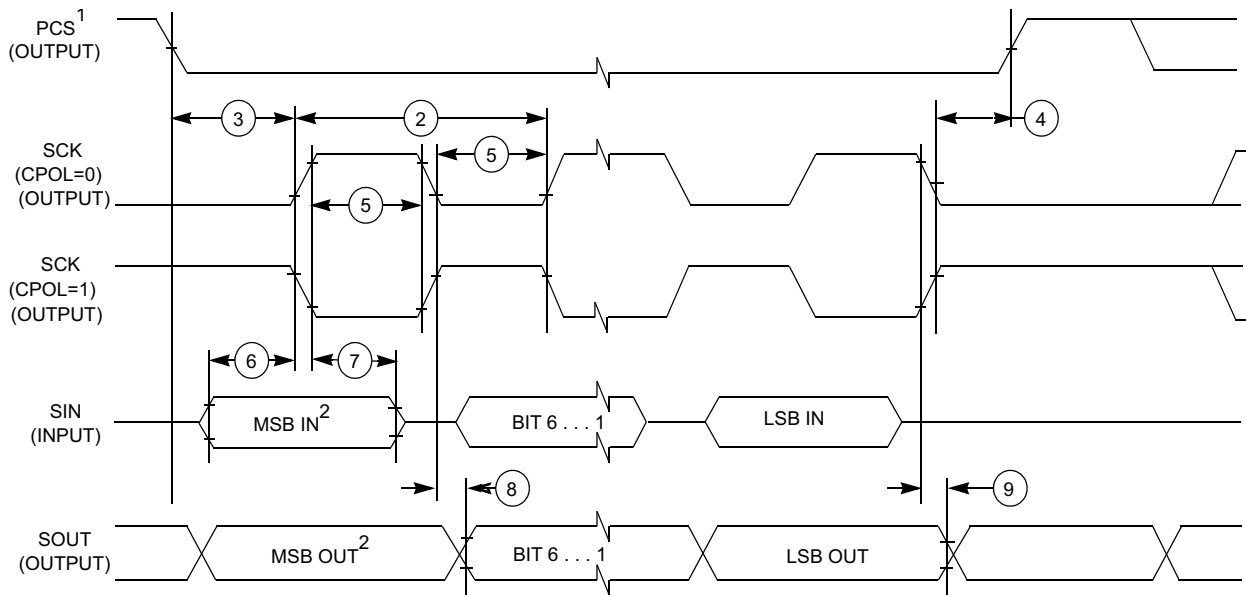 PCS1
(OUTPUT)
3
2
4
SCK
(CPOL=0)
(OUTPUT)
5
5
SCK
(CPOL=1)
(OUTPUT)
6
7
SIN
(INPUT)
MSB IN2
BIT 6 . . . 1
LSB IN
8
9
SOUT
(OUTPUT)
MSB OUT2
BIT 6 . . . 1
LSB OUT